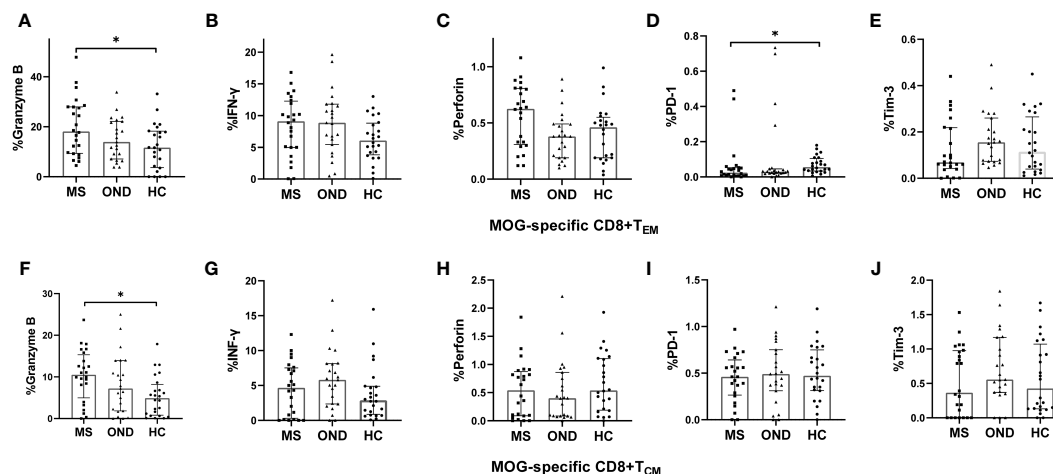 A B C D E
*
%Granzyme B
40
20
0
MS OND HC
%IFN-γ
20
15
10
5
0
MS OND HC
%Perforin
1.0
0.5
0.0
MS OND HC
*
%PD-1
0.8
0.6
0.4
0.2
0.0
MS OND HC
%Tim-3
0.6
0.4
0.2
0.0
MS OND HC
MOG-specific CD8+TEM
F G H I J
*
%Granzyme B
30
20
10
0
MS OND HC
%INF-γ
20
15
10
5
0
MS OND HC
%Perforin
2.5
2.0
1.5
1.0
0.5
0.0
MS OND HC
%PD-1
2.0
1.5
1.0
0.5
0.0
MS OND HC
%Tim-3
2.0
1.5
1.0
0.5
0.0
MS OND HC
MOG-specific CD8+TCM